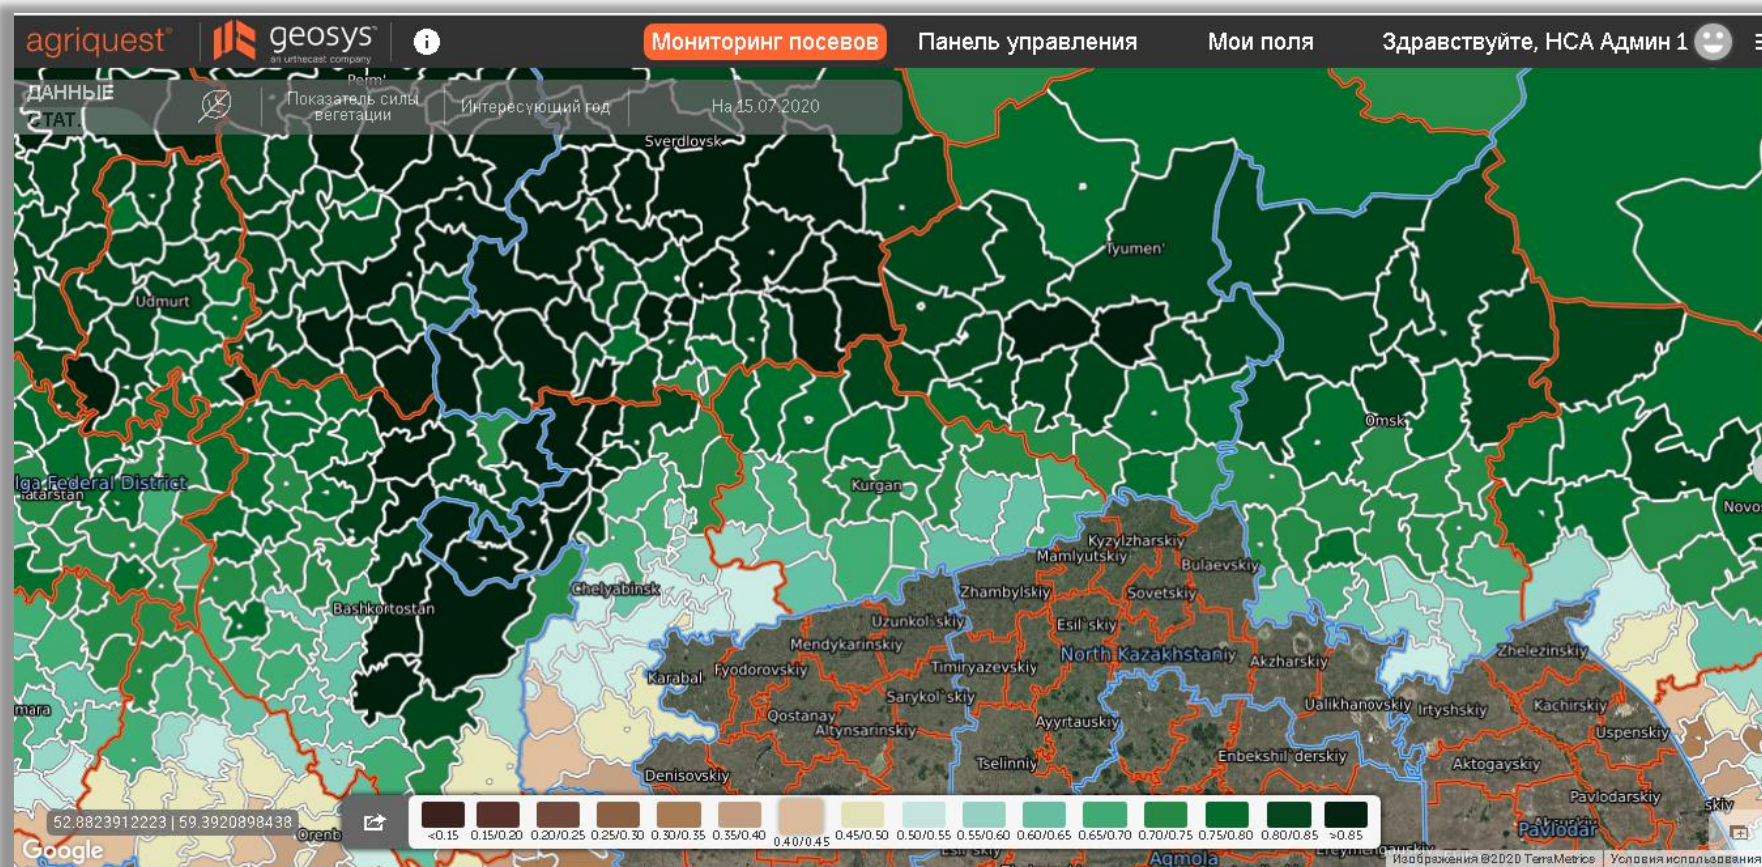 agriquest®
geosys™
an urthecast company
i
Мониторинг посевов
Панель управления
Мои поля
Здравствуйте, НСА Админ 1
Perm'
ДАННЫЕ
СТАТ.
Показатель силы
вегетации
Интересующий год
На 15.07.2020
Sverdlovsk
Tyumen'
Udmurt
Omsk
lga Federal District
Tatarstan
Kurgan
Novo
Kyzylzharskiy
Mamlyutskiy
Bulaevskiy
Chelyabinsk
Zhambylskiy
Sovetskiy
Bashkortostan
Uzunkol'skiy
Esil'skiy
Mendykarinskiy
North Kazakhstan
iy
Akzharskiy
Zhelezinskiy
Karabal
Fyodorovskiy
Timiryazevskiy
Sarykol'skiy
mara
Qostanay
Altynsarinskiy
Ayyrtauskiy
Ualikhanovskiy
Irtyshskiy
Kachirskiy
Uspenskiy
Enbekshil'derskiy
Tselinniy
Aktogayskiy
Denisovskiy
Pavlodarskiy
skiy
52.8823912223 | 59.3920898438
Orenb
<0.15 0.15/0.20 0.20/0.25 0.25/0.30 0.30/0.35 0.35/0.40 0.40/0.45 0.45/0.50 0.50/0.55 0.55/0.60 0.60/0.65 0.65/0.70 0.70/0.75 0.75/0.80 0.80/0.85 >0.85
Pavlodar
Google
Aqmola
Изображения ©2020 TerraMetrics
Условия использования